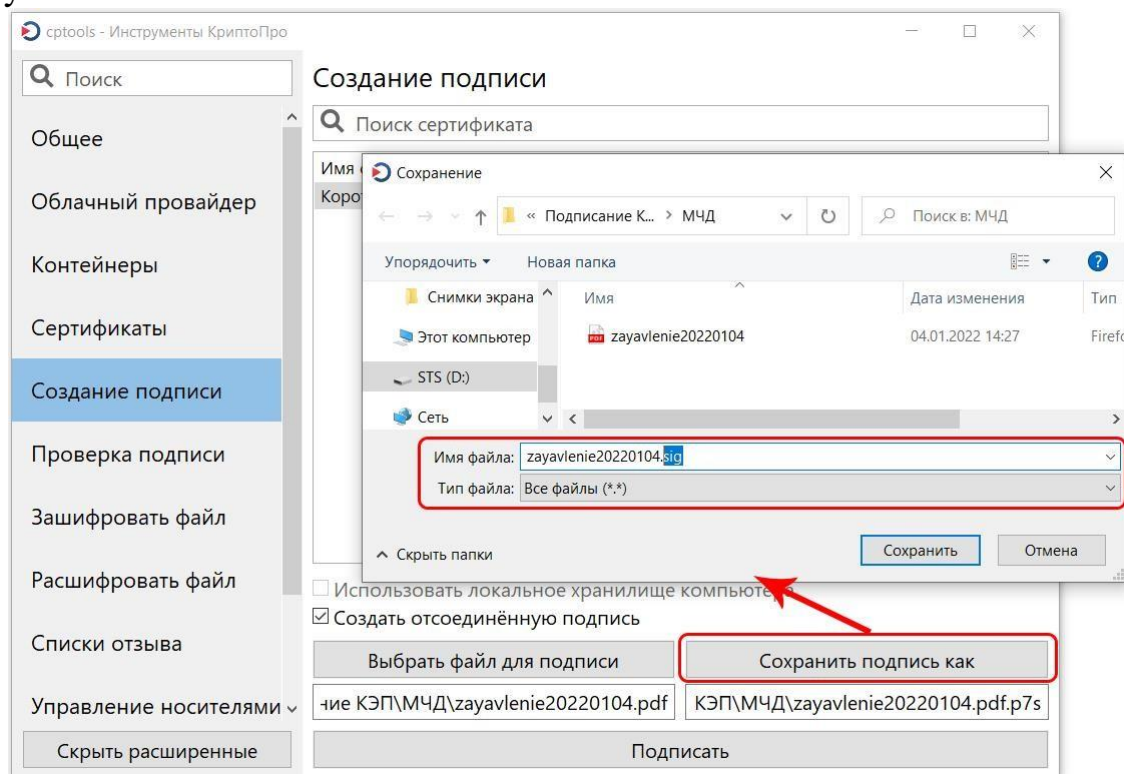 у
cptools - Инструменты КриптоПро
Поиск
Общее
Облачный провайдер
Контейнеры
Сертификаты
Создание подписи
Проверка подписи
Зашифровать файл
Расшифровать файл
Списки отзыва
Управление носителями
Скрыть расширенные
Создание подписи
Поиск сертификата
Имя
Коро
Сохранение
« Подписание К... > МЧД
Поиск в: МЧД
Упорядочить Новая папка
Снимки экрана
Этот компьютер
STS (D:)
Сеть
Имя Дата изменения Тип
zayavlenie20220104 04.01.2022 14:27 Firefo
Имя файла: zayavlenie20220104.sig
Тип файла: Все файлы (*.*)
Скрыть папки
Сохранить Отмена
Использовать локальное хранилище компьютера
Создать отсоединённую подпись
Выбрать файл для подписи Сохранить подпись как
ние КЭП\МЧД\zayavlenie20220104.pdf КЭП\МЧД\zayavlenie20220104.pdf.p7s
Подписать